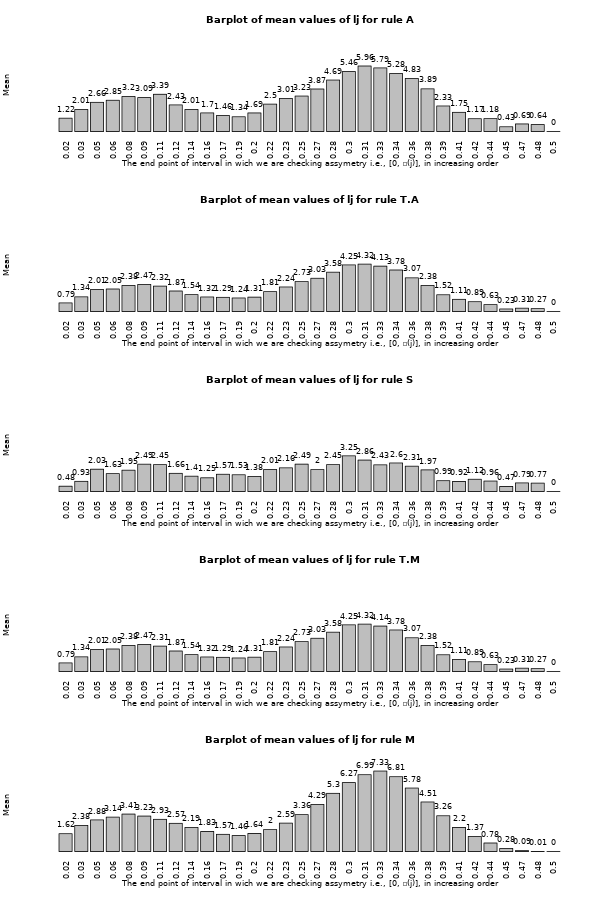 Barplot of mean values of lj for rule A
Mean
1.22 2.01 2.66 2.85 3.2 3.09 3.39 2.43 2.01 1.7 1.46 1.34 1.69 2.5 3.01 3.23 3.87 4.69 5.46 5.96 5.79 5.28 4.83 3.89 2.33 1.75 1.17 1.18 0.43 0.69 0.64 0
0.02 0.03 0.05 0.06 0.08 0.09 0.11 0.12 0.14 0.16 0.17 0.19 0.2 0.22 0.23 0.25 0.27 0.28 0.3 0.31 0.33 0.34 0.36 0.38 0.39 0.41 0.42 0.44 0.45 0.47 0.48 0.5
The end point of interval in wich we are checking assymetry i.e., [0, □(j)], in increasing order
Barplot of mean values of lj for rule T.A
Mean
0.79 1.34 2.01 2.05 2.38 2.47 2.32 1.87 1.54 1.32 1.29 1.24 1.31 1.81 2.24 2.73 3.03 3.58 4.25 4.32 4.13 3.78 3.07 2.38 1.52 1.11 0.89 0.63 0.23 0.31 0.27 0
0.02 0.03 0.05 0.06 0.08 0.09 0.11 0.12 0.14 0.16 0.17 0.19 0.2 0.22 0.23 0.25 0.27 0.28 0.3 0.31 0.33 0.34 0.36 0.38 0.39 0.41 0.42 0.44 0.45 0.47 0.48 0.5
The end point of interval in wich we are checking assymetry i.e., [0, □(j)], in increasing order
Barplot of mean values of lj for rule S
Mean
0.48 0.93 2.03 1.63 1.95 2.45 2.45 1.66 1.4 1.25 1.57 1.53 1.38 2.01 2.16 2.49 2 2.45 3.25 2.86 2.43 2.6 2.31 1.97 0.99 0.92 1.12 0.96 0.47 0.79 0.77 0
0.02 0.03 0.05 0.06 0.08 0.09 0.11 0.12 0.14 0.16 0.17 0.19 0.2 0.22 0.23 0.25 0.27 0.28 0.3 0.31 0.33 0.34 0.36 0.38 0.39 0.41 0.42 0.44 0.45 0.47 0.48 0.5
The end point of interval in wich we are checking assymetry i.e., [0, □(j)], in increasing order
Barplot of mean values of lj for rule T.M
Mean
0.79 1.34 2.01 2.05 2.38 2.47 2.31 1.87 1.54 1.32 1.29 1.24 1.31 1.81 2.24 2.73 3.03 3.58 4.25 4.32 4.14 3.78 3.07 2.38 1.52 1.11 0.89 0.63 0.23 0.31 0.27 0
0.02 0.03 0.05 0.06 0.08 0.09 0.11 0.12 0.14 0.16 0.17 0.19 0.2 0.22 0.23 0.25 0.27 0.28 0.3 0.31 0.33 0.34 0.36 0.38 0.39 0.41 0.42 0.44 0.45 0.47 0.48 0.5
The end point of interval in wich we are checking assymetry i.e., [0, □(j)], in increasing order
Barplot of mean values of lj for rule M
Mean
1.62 2.38 2.88 3.14 3.41 3.23 2.93 2.57 2.19 1.83 1.57 1.46 1.64 2 2.59 3.36 4.29 5.3 6.27 6.99 7.33 6.81 5.78 4.51 3.26 2.2 1.37 0.78 0.28 0.09 0.01 0
0.02 0.03 0.05 0.06 0.08 0.09 0.11 0.12 0.14 0.16 0.17 0.19 0.2 0.22 0.23 0.25 0.27 0.28 0.3 0.31 0.33 0.34 0.36 0.38 0.39 0.41 0.42 0.44 0.45 0.47 0.48 0.5
The end point of interval in wich we are checking assymetry i.e., [0, □(j)], in increasing order